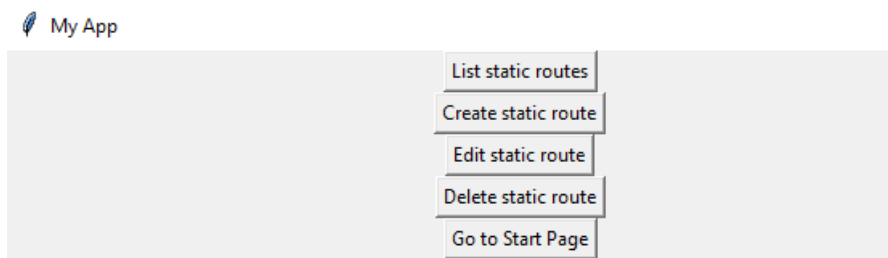 My App
List static routes
Create static route
Edit static route
Delete static route
Go to Start Page